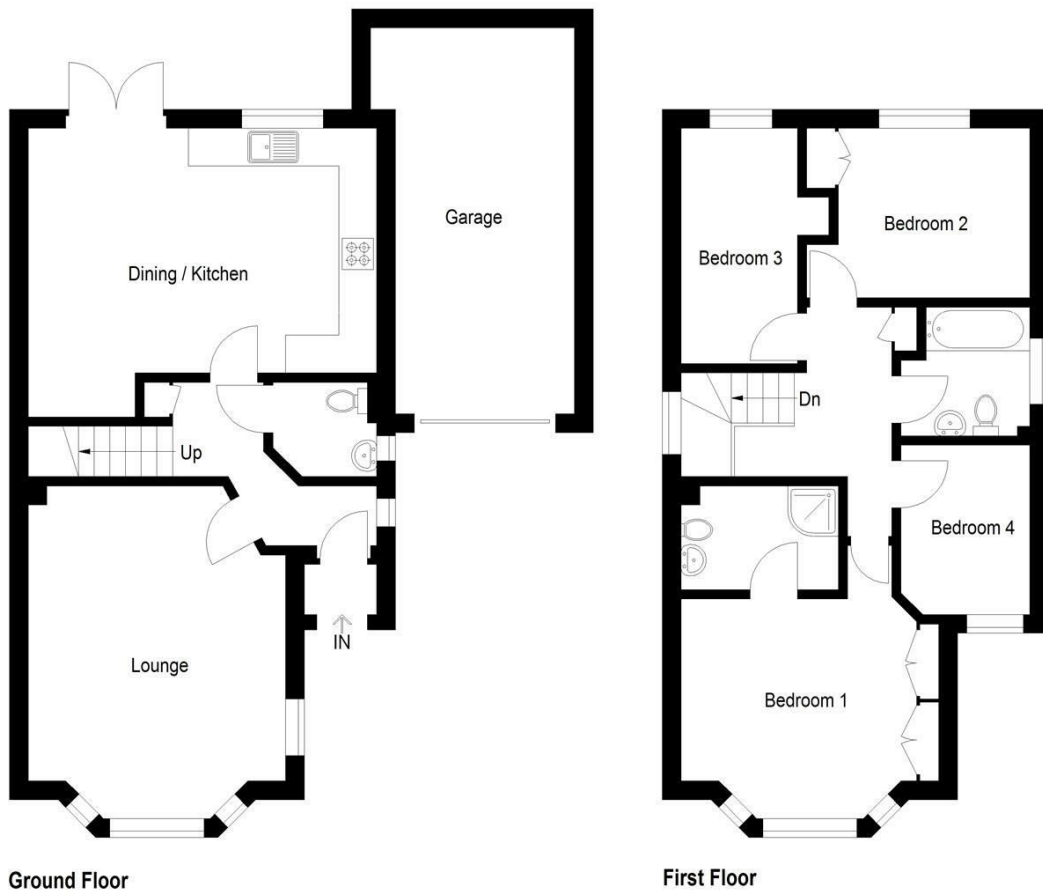 Garage
Dining / Kitchen
Up
IN
Lounge
Ground Floor
Bedroom 3
Bedroom 2
Dn
Bedroom 4
Bedroom 1
First Floor